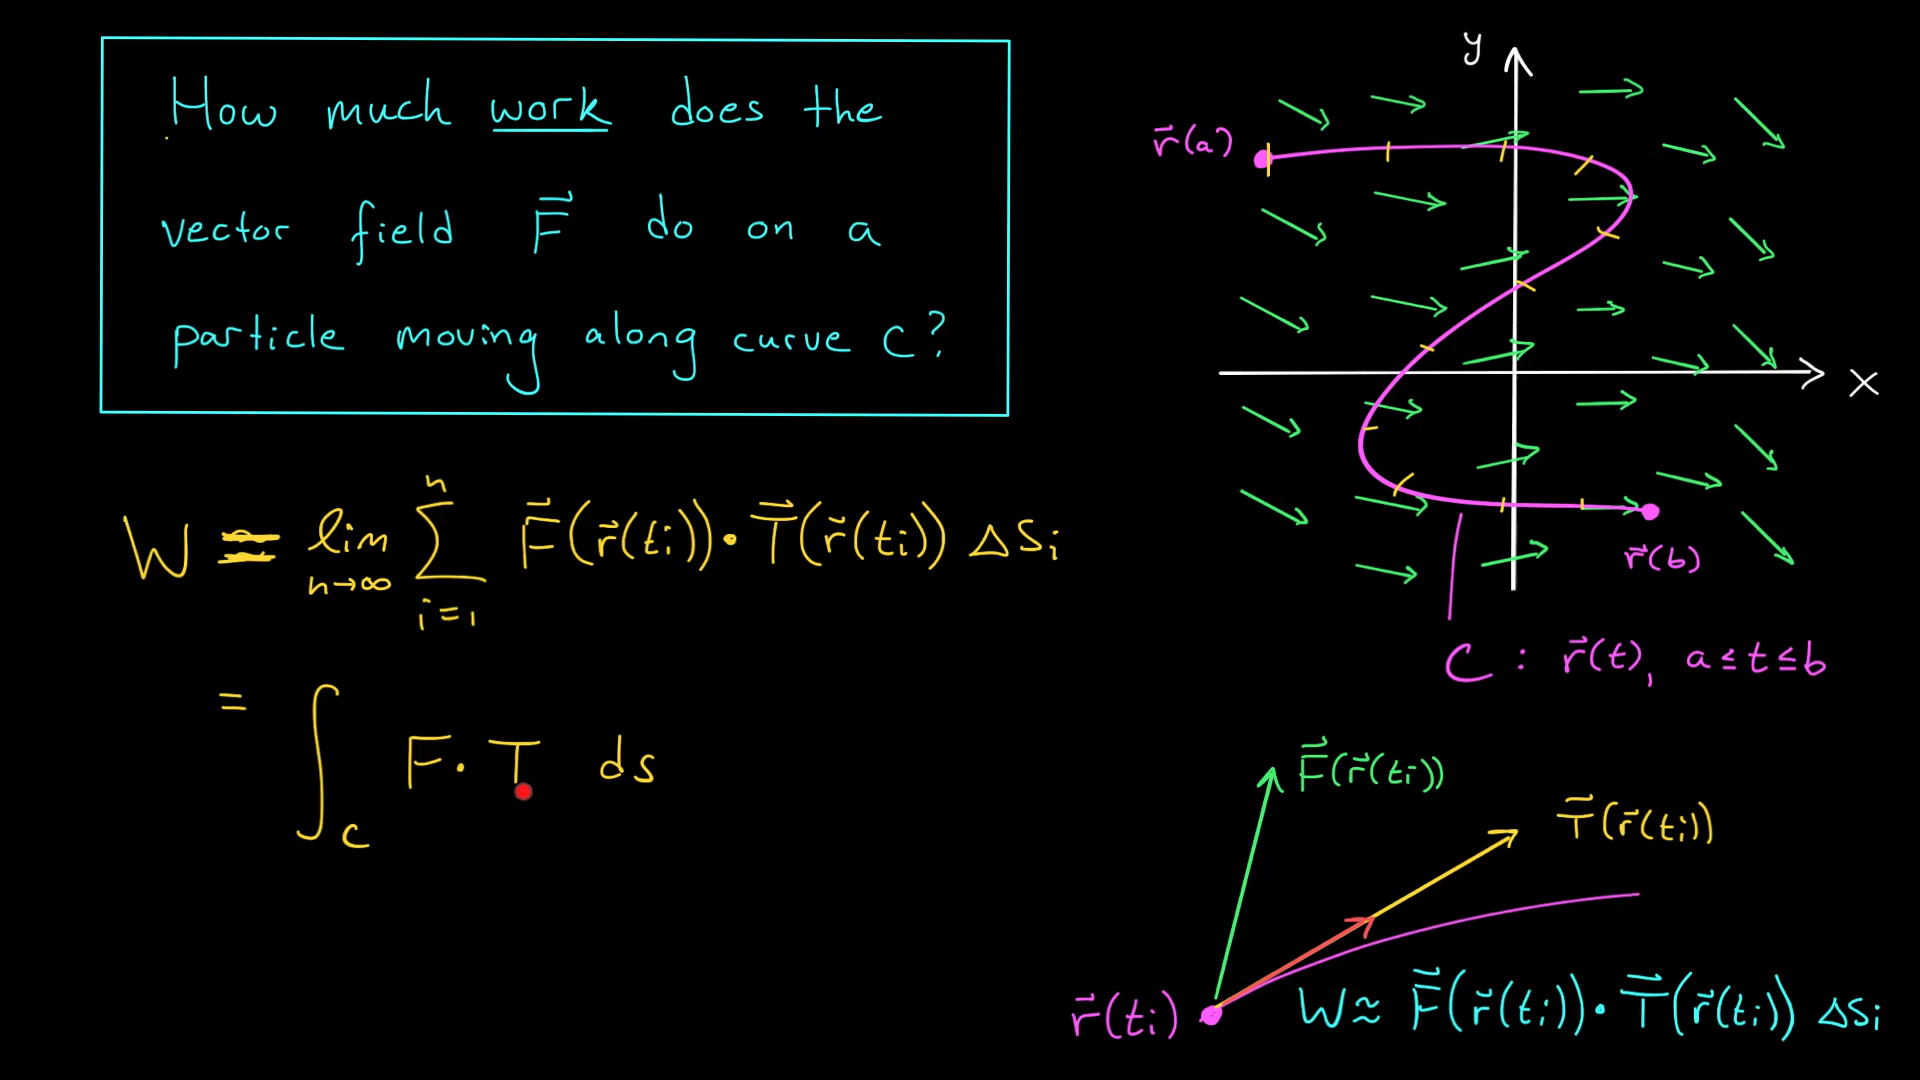 How much work does the
vector field F⃗ do on a
particle moving along curve C?
W = lim n→∞ ∑ i=1 n F⃗(r⃗(tᵢ))·T⃗(r⃗(tᵢ)) ΔSᵢ
= ∫_C F·T ds
y
x
r⃗(a)
r⃗(b)
C : r⃗(t), a≤t≤b
F⃗(r⃗(tᵢ))
T⃗(r⃗(tᵢ))
r⃗(tᵢ)
W≈ F⃗(r⃗(tᵢ))·T⃗(r⃗(tᵢ)) ΔSᵢ